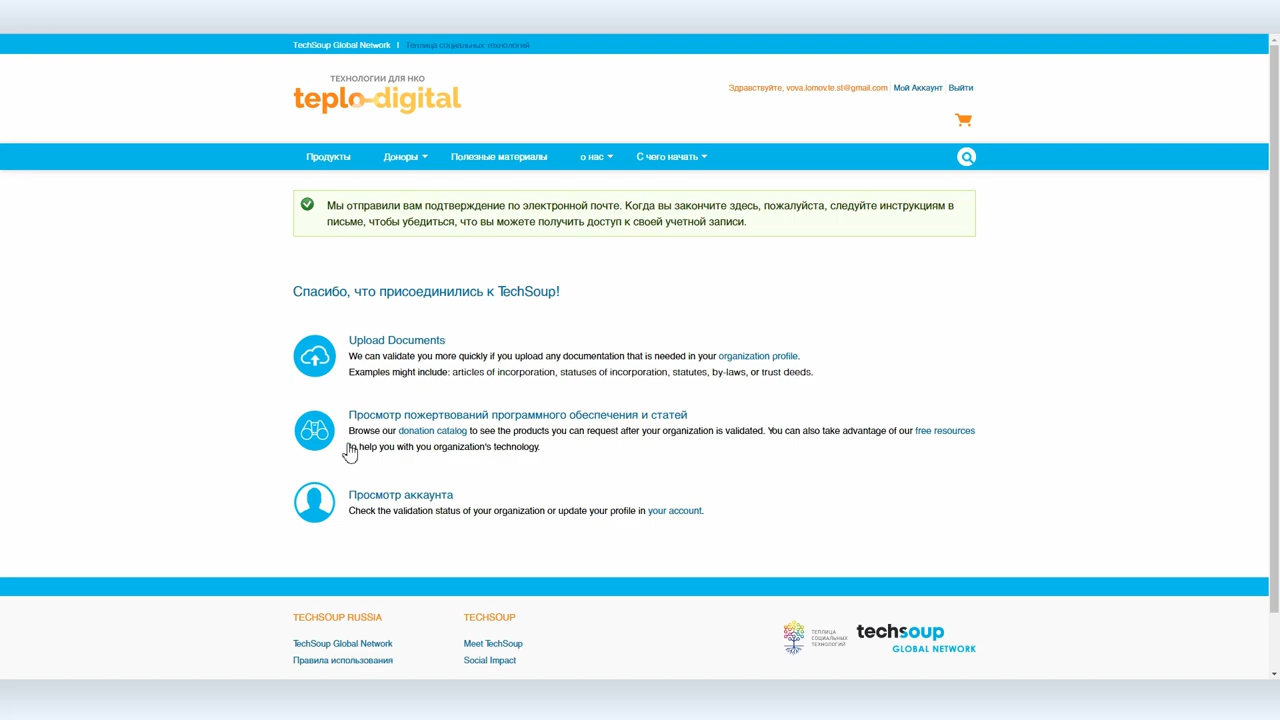 TechSoup Global Network | Теплица социальных технологий
ТЕХНОЛОГИИ ДЛЯ НКО
teplo-digital
Здравствуйте, vova.lomov.te.st@gmail.com Мой Аккаунт Выйти
Продукты Доноры Полезные материалы о нас С чего начать
Мы отправили вам подтверждение по электронной почте. Когда вы закончите здесь, пожалуйста, следуйте инструкциям в
письме, чтобы убедиться, что вы можете получить доступ к своей учетной записи.
Спасибо, что присоединились к TechSoup!
Upload Documents
We can validate you more quickly if you upload any documentation that is needed in your organization profile.
Examples might include: articles of incorporation, statuses of incorporation, statutes, by-laws, or trust deeds.
Просмотр пожертвований программного обеспечения и статей
Browse our donation catalog to see the products you can request after your organization is validated. You can also take advantage of our free resources
to help you with you organization's technology.
Просмотр аккаунта
Check the validation status of your organization or update your profile in your account.
TECHSOUP RUSSIA
TechSoup Global Network
Правила использования
TECHSOUP
Meet TechSoup
Social Impact
ТЕПЛИЦА
СОЦИАЛЬНЫХ
ТЕХНОЛОГИЙ
techsoup
GLOBAL NETWORK